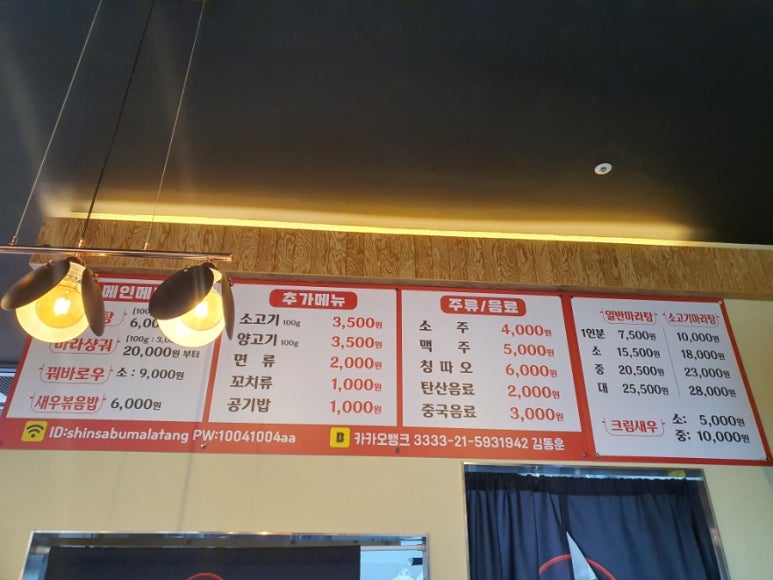 메인메
탕
6,00
마라샹궈 [100g : 3,0
20,000원 부터
꿔바로우 소 : 9,000원
새우볶음밥 6,000원
추가메뉴
소고기 100g 3,500원
양고기 100g 3,500원
면 류 2,000원
꼬치류 1,000원
공기밥 1,000원
주류/음료
소 주 4,000원
맥 주 5,000원
칭 따 오 6,000원
탄산음료 2,000원
중국음료 3,000원
일반마라탕 소고기마라탕
1인분 7,500원 10,000원
소 15,500원 18,000원
중 20,500원 23,000원
대 25,500원 28,000원
크림새우 소: 5,000원
중: 10,000원
ID:shinsabumalatang PW:10041004aa
B 카카오뱅크 3333-21-5931942 김동훈